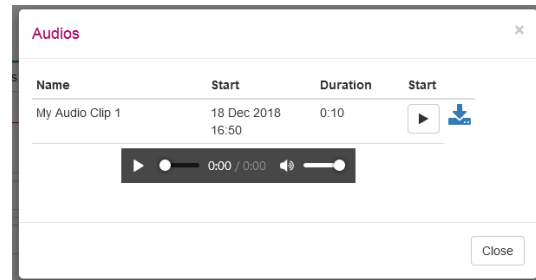 Audios
×
Name Start Duration Start
My Audio Clip 1 18 Dec 2018 0:10
16:50
0:00 / 0:00
Close